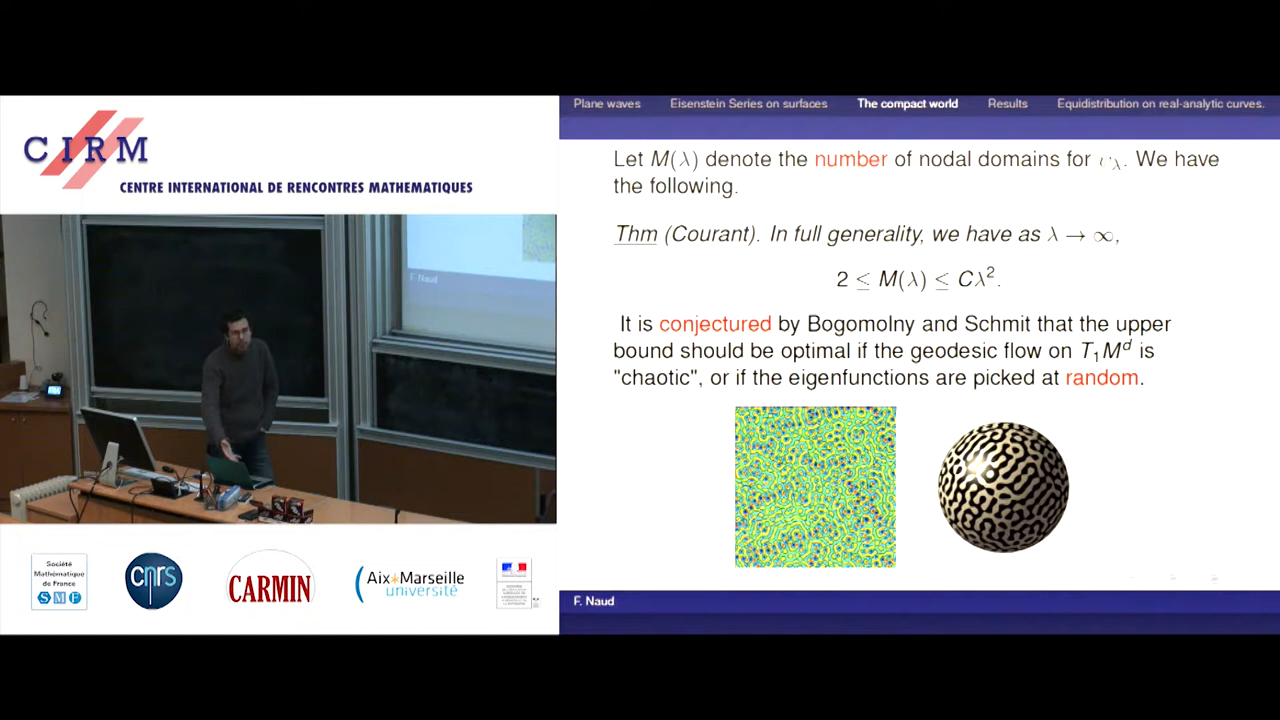 CIRM
CENTRE INTERNATIONAL DE RENCONTRES MATHEMATIQUES
F. Naud
Société
Mathématique
de France
SMF
cnrs
CARMIN
Aix*Marseille
université
Plane waves Eisenstein Series on surfaces The compact world Results Equidistribution on real-analytic curves.
Let M(λ) denote the number of nodal domains for λ. We have
the following.
Thm (Courant). In full generality, we have as λ → ∞,
2 ≤ M(λ) ≤ Cλ².
It is conjectured by Bogomolny and Schmit that the upper
bound should be optimal if the geodesic flow on T₁Mᵈ is
"chaotic", or if the eigenfunctions are picked at random.
F. Naud